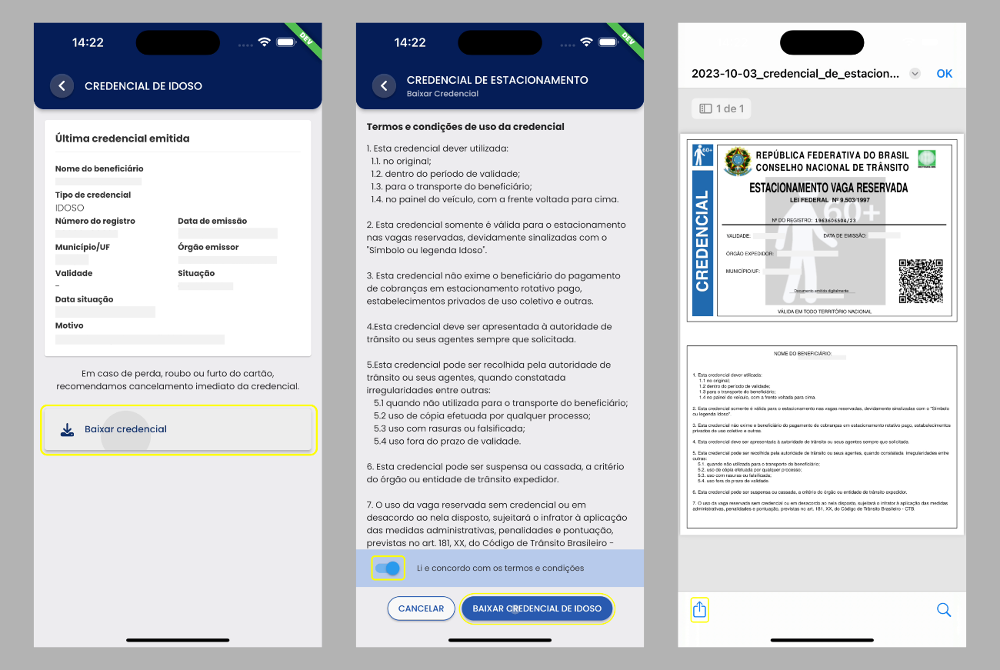 14:22
DEV
CREDENCIAL DE IDOSO
Última credencial emitida
Nome do beneficiário
Tipo de credencial
IDOSO
Número do registro
Data de emissão
Município/UF
Órgão emissor
Validade
Situação
–
Data situação
Motivo
Em caso de perda, roubo ou furto do cartão,
recomendamos cancelamento imediato da credencial.
Baixar credencial
14:22
DEV
CREDENCIAL DE ESTACIONAMENTO
Baixar Credencial
Termos e condições de uso da credencial
1. Esta credencial dever utilizada:
1.1. no original;
1.2. dentro do período de validade;
1.3. para o transporte do beneficiário;
1.4. no painel do veículo, com a frente voltada para cima.
2. Esta credencial somente é válida para o estacionamento
nas vagas reservadas, devidamente sinalizadas com o
"Símbolo ou legenda Idoso".
3. Esta credencial não exime o beneficiário do pagamento
de cobranças em estacionamento rotativo pago,
estabelecimentos privados de uso coletivo e outras.
4.Esta credencial deve ser apresentada à autoridade de
trânsito ou seus agentes sempre que solicitada.
5.Esta credencial pode ser recolhida pela autoridade de
trânsito ou seus agentes, quando constatada
irregularidades entre outras:
5.1 quando não utilizada para o transporte do beneficiário;
5.2 uso de cópia efetuada por qualquer processo;
5.3 uso com rasuras ou falsificada;
5.4 uso fora do prazo de validade.
6. Esta credencial pode ser suspensa ou cassada, a critério
do órgão ou entidade de trânsito expedidor.
7. O uso da vaga reservada sem credencial ou em
desacordo ao nela disposto, sujeitará o infrator à aplicação
das medidas administrativas, penalidades e pontuação,
previstas no art. 181, XX, do Código de Trânsito Brasileiro -
Li e concordo com os termos e condições
CANCELAR
BAIXAR CREDENCIAL DE IDOSO
2023-10-03_credencial_de_estacion...
OK
1 de 1
60+
CREDENCIAL
REPÚBLICA FEDERATIVA DO BRASIL
CONSELHO NACIONAL DE TRÂNSITO
ESTACIONAMENTO VAGA RESERVADA
LEI FEDERAL Nº 9.503/1997
60+
Nº DO REGISTRO: 1963606504/23
VALIDADE:
DATA DE EMISSÃO:
ÓRGÃO EXPEDIDOR:
MUNICÍPIO/UF:
Documento emitido digitalmente
VÁLIDA EM TODO TERRITÓRIO NACIONAL
NOME DO BENEFICIÁRIO:
1. Esta credencial dever utilizada:
1.1 no original;
1.2 dentro do período de validade;
1.3 para o transporte do beneficiário;
1.4 no painel do veículo, com a frente voltada para cima.
2. Esta credencial somente é válida para o estacionamento nas vagas reservadas, devidamente sinalizadas com o "Símbolo
ou legenda Idoso".
3. Esta credencial não exime o beneficiário do pagamento de cobranças em estacionamento rotativo pago, estabelecimentos
privados de uso coletivo e outras.
4. Esta credencial deve ser apresentada à autoridade de trânsito ou seus agentes sempre que solicitada.
5. Esta credencial pode ser recolhida pela autoridade de trânsito ou seus agentes, quando constatada irregularidades entre
outras:
5.1. quando não utilizada para o transporte do beneficiário;
5.2. uso de cópia efetuada por qualquer processo;
5.3. uso com rasuras ou falsificada;
5.4. uso fora do prazo de validade.
6. Esta credencial pode ser suspensa ou cassada, a critério do órgão ou entidade de trânsito expedidor.
7. O uso da vaga reservada sem credencial ou em desacordo ao nela disposto, sujeitará o infrator à aplicação das medidas
administrativas, penalidades e pontuação, previstas no art. 181, XX, do Código de Trânsito Brasileiro - CTB.